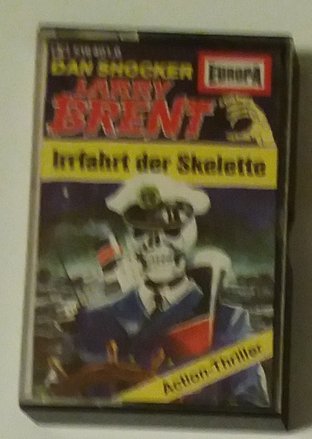 DAN SHOCKER
EUROPA
LARRY
BRENT
Irrfahrt der Skelette
Action-Thriller